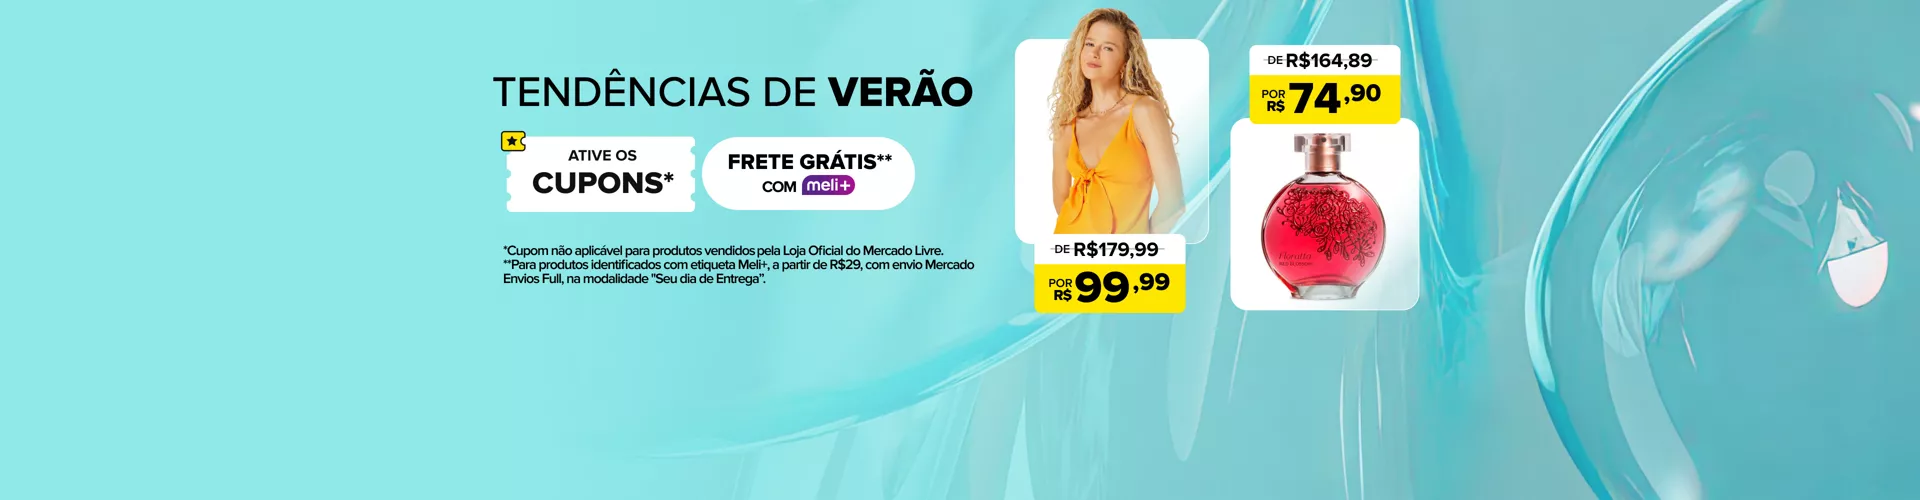 TENDÊNCIAS DE VERÃO
ATIVE OS
CUPONS*
FRETE GRÁTIS**
COM meli+
*Cupom não aplicável para produtos vendidos pela Loja Oficial do Mercado Livre.
**Para produtos identificados com etiqueta Meli+, a partir de R$29, com envio Mercado
Envios Full, na modalidade "Seu dia de Entrega".
DE R$179,99
POR
R$ 99,99
DE R$164,89
POR
R$ 74,90
Floratta